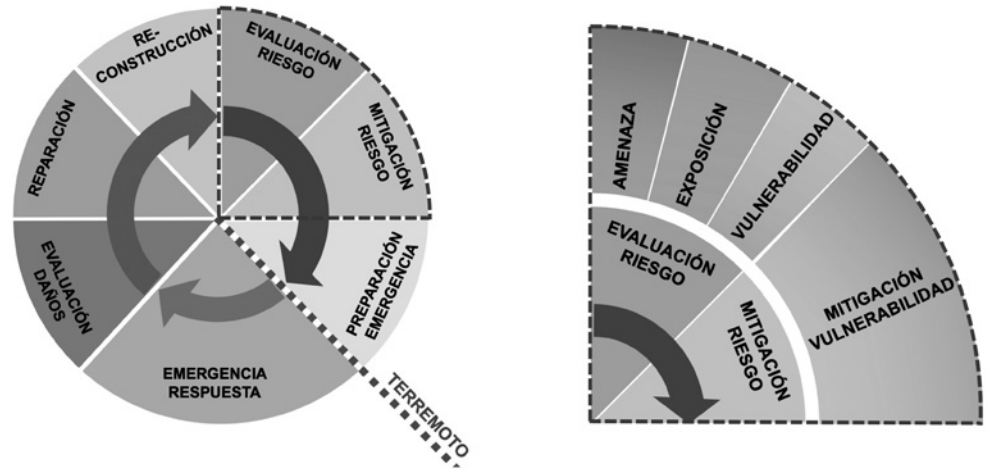 RE-
CONSTRUCCIÓN
EVALUACIÓN
RIESGO
MITIGACIÓN
RIESGO
PREPARACIÓN
EMERGENCIA
TERREMOTO
EMERGENCIA
RESPUESTA
EVALUACIÓN
DAÑOS
REPARACIÓN
AMENAZA
EXPOSICIÓN
VULNERABILIDAD
MITIGACIÓN
VULNERABILIDAD
EVALUACIÓN
RIESGO
MITIGACIÓN
RIESGO